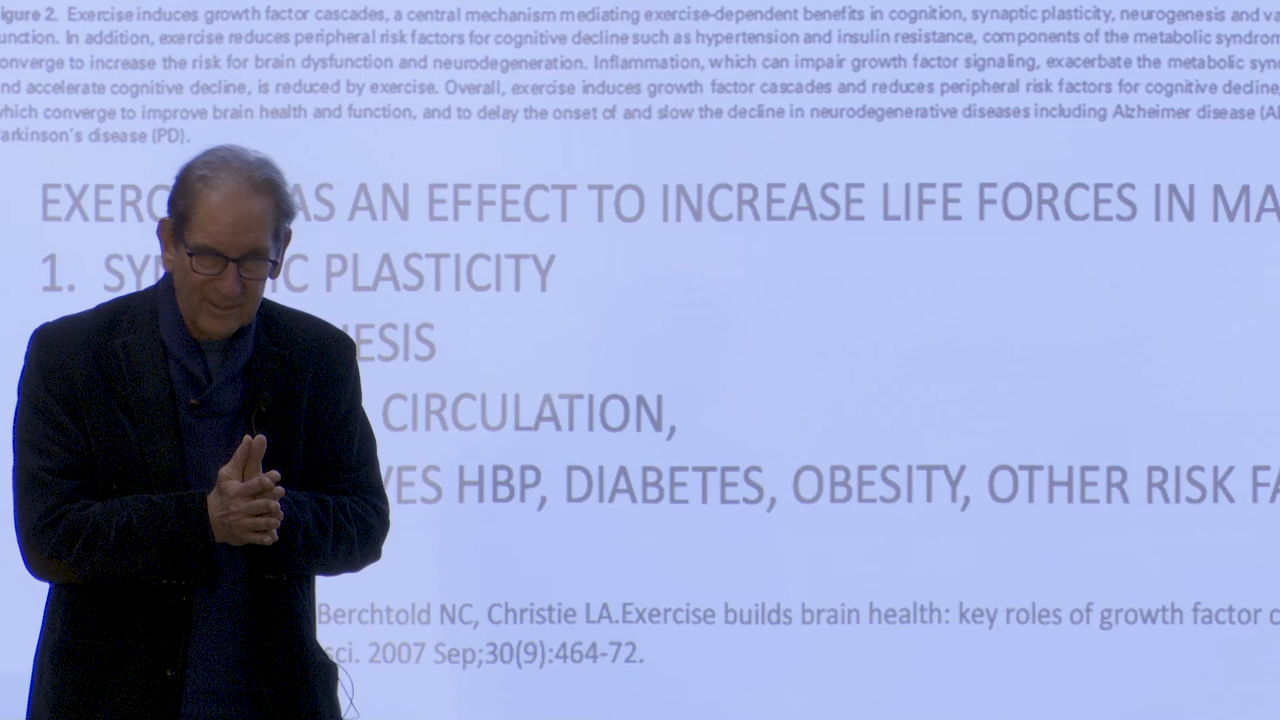 igure 2. Exercise induces growth factor cascades, a central mechanism mediating exercise-dependent benefits in cognition, synaptic plasticity, neurogenesis and va
unction. In addition, exercise reduces peripheral risk factors for cognitive decline such as hypertension and insulin resistance, components of the metabolic syndrom
onverge to increase the risk for brain dysfunction and neurodegeneration. Inflammation, which can impair growth factor signaling, exacerbate the metabolic synd
nd accelerate cognitive decline, is reduced by exercise. Overall, exercise induces growth factor cascades and reduces peripheral risk factors for cognitive decline,
which converge to improve brain health and function, and to delay the onset of and slow the decline in neurodegenerative diseases including Alzheimer disease (AD
arkinson's disease (PD).
EXERC AS AN EFFECT TO INCREASE LIFE FORCES IN MA
1. SY IC PLASTICITY
ESIS
CIRCULATION,
VES HBP, DIABETES, OBESITY, OTHER RISK FA
Berchtold NC, Christie LA.Exercise builds brain health: key roles of growth factor c
sci. 2007 Sep;30(9):464-72.